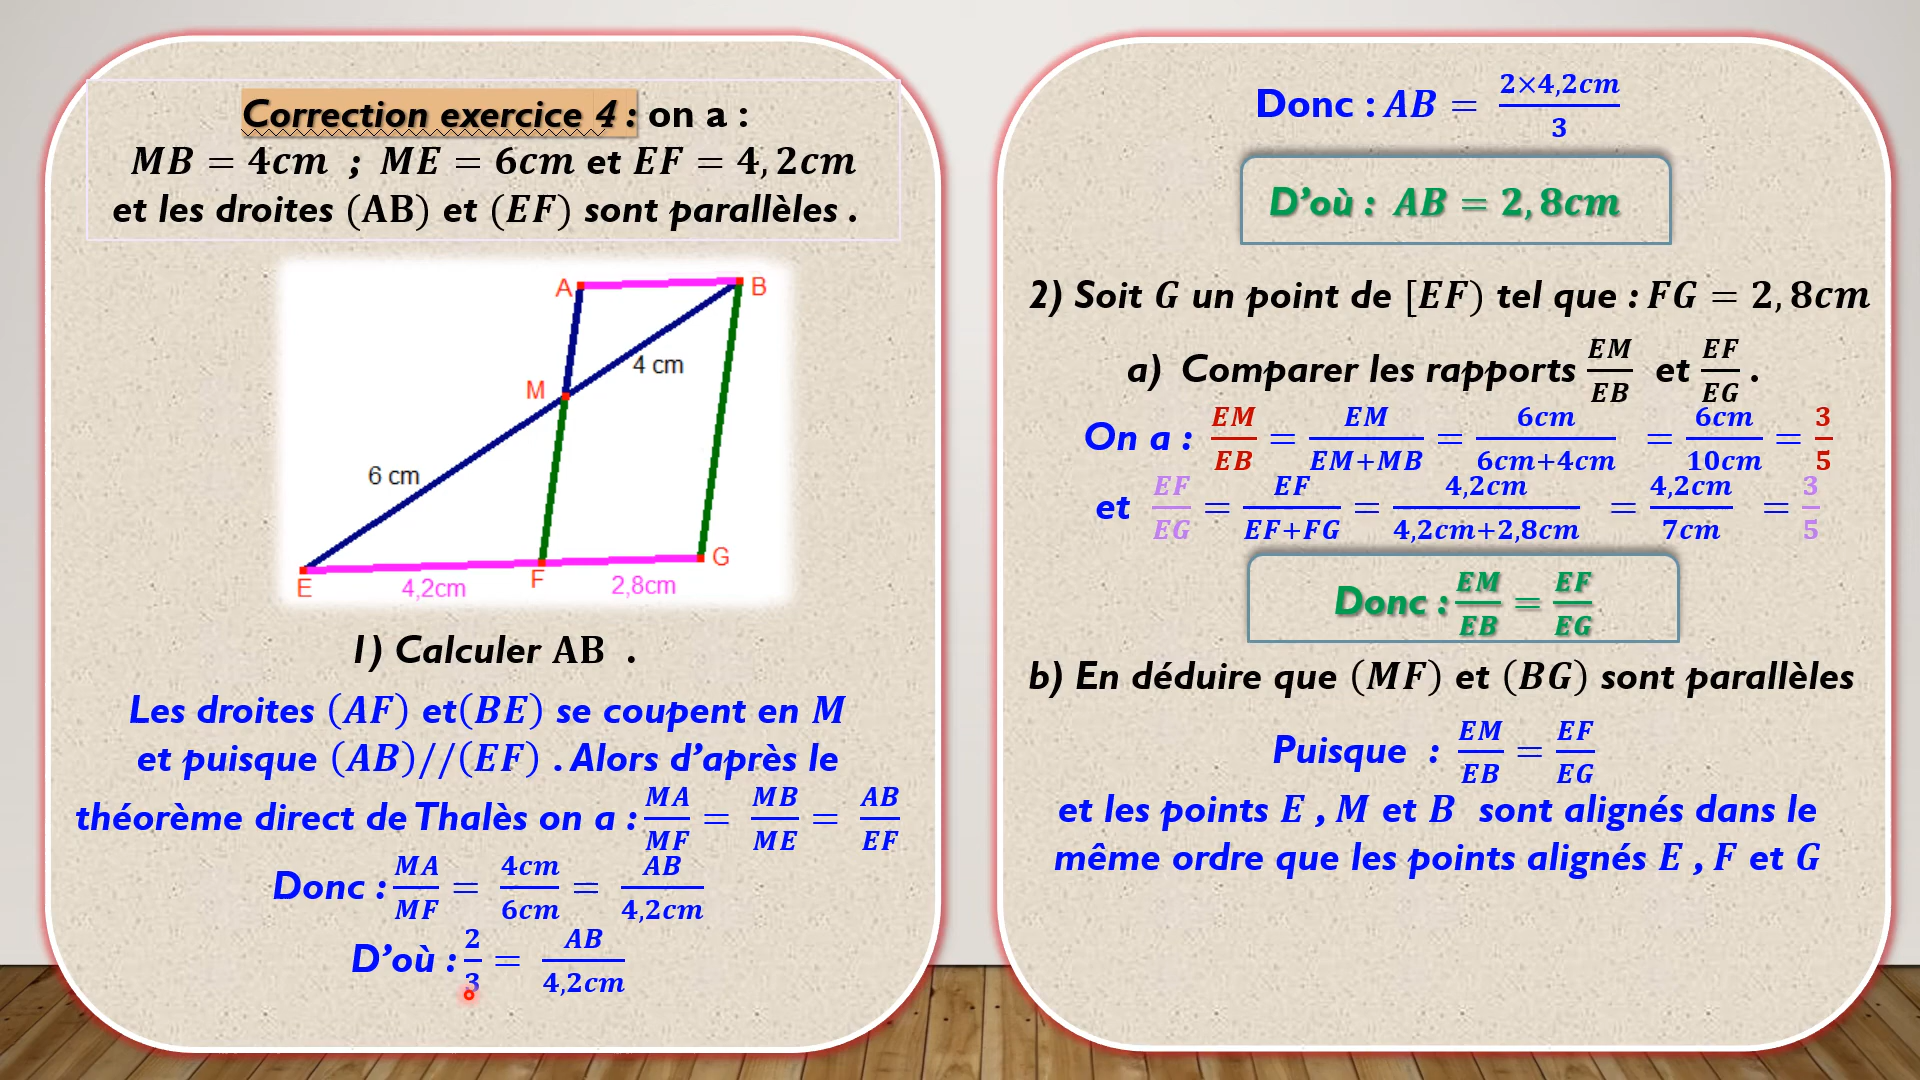 Correction exercice 4 : on a :
MB = 4cm ; ME = 6cm et EF = 4,2cm
et les droites (AB) et (EF) sont parallèles .
A
B
4 cm
M
6 cm
E
4,2cm
F
2,8cm
G
1) Calculer AB .
Les droites (AF) et(BE) se coupent en M
et puisque (AB)//(EF) . Alors d’après le
théorème direct de Thalès on a : MA/MF = MB/ME = AB/EF
Donc : MA/MF = 4cm/6cm = AB/4,2cm
D’où : 2/3 = AB/4,2cm
Donc : AB = 2×4,2cm/3
D’où : AB = 2,8cm
2) Soit G un point de [EF) tel que : FG = 2,8cm
a) Comparer les rapports EM/EB et EF/EG .
On a : EM/EB = EM/EM+MB = 6cm/6cm+4cm = 6cm/10cm = 3/5
et EF/EG = EF/EF+FG = 4,2cm/4,2cm+2,8cm = 4,2cm/7cm = 3/5
Donc : EM/EB = EF/EG
b) En déduire que (MF) et (BG) sont parallèles
Puisque : EM/EB = EF/EG
et les points E , M et B sont alignés dans le
même ordre que les points alignés E , F et G